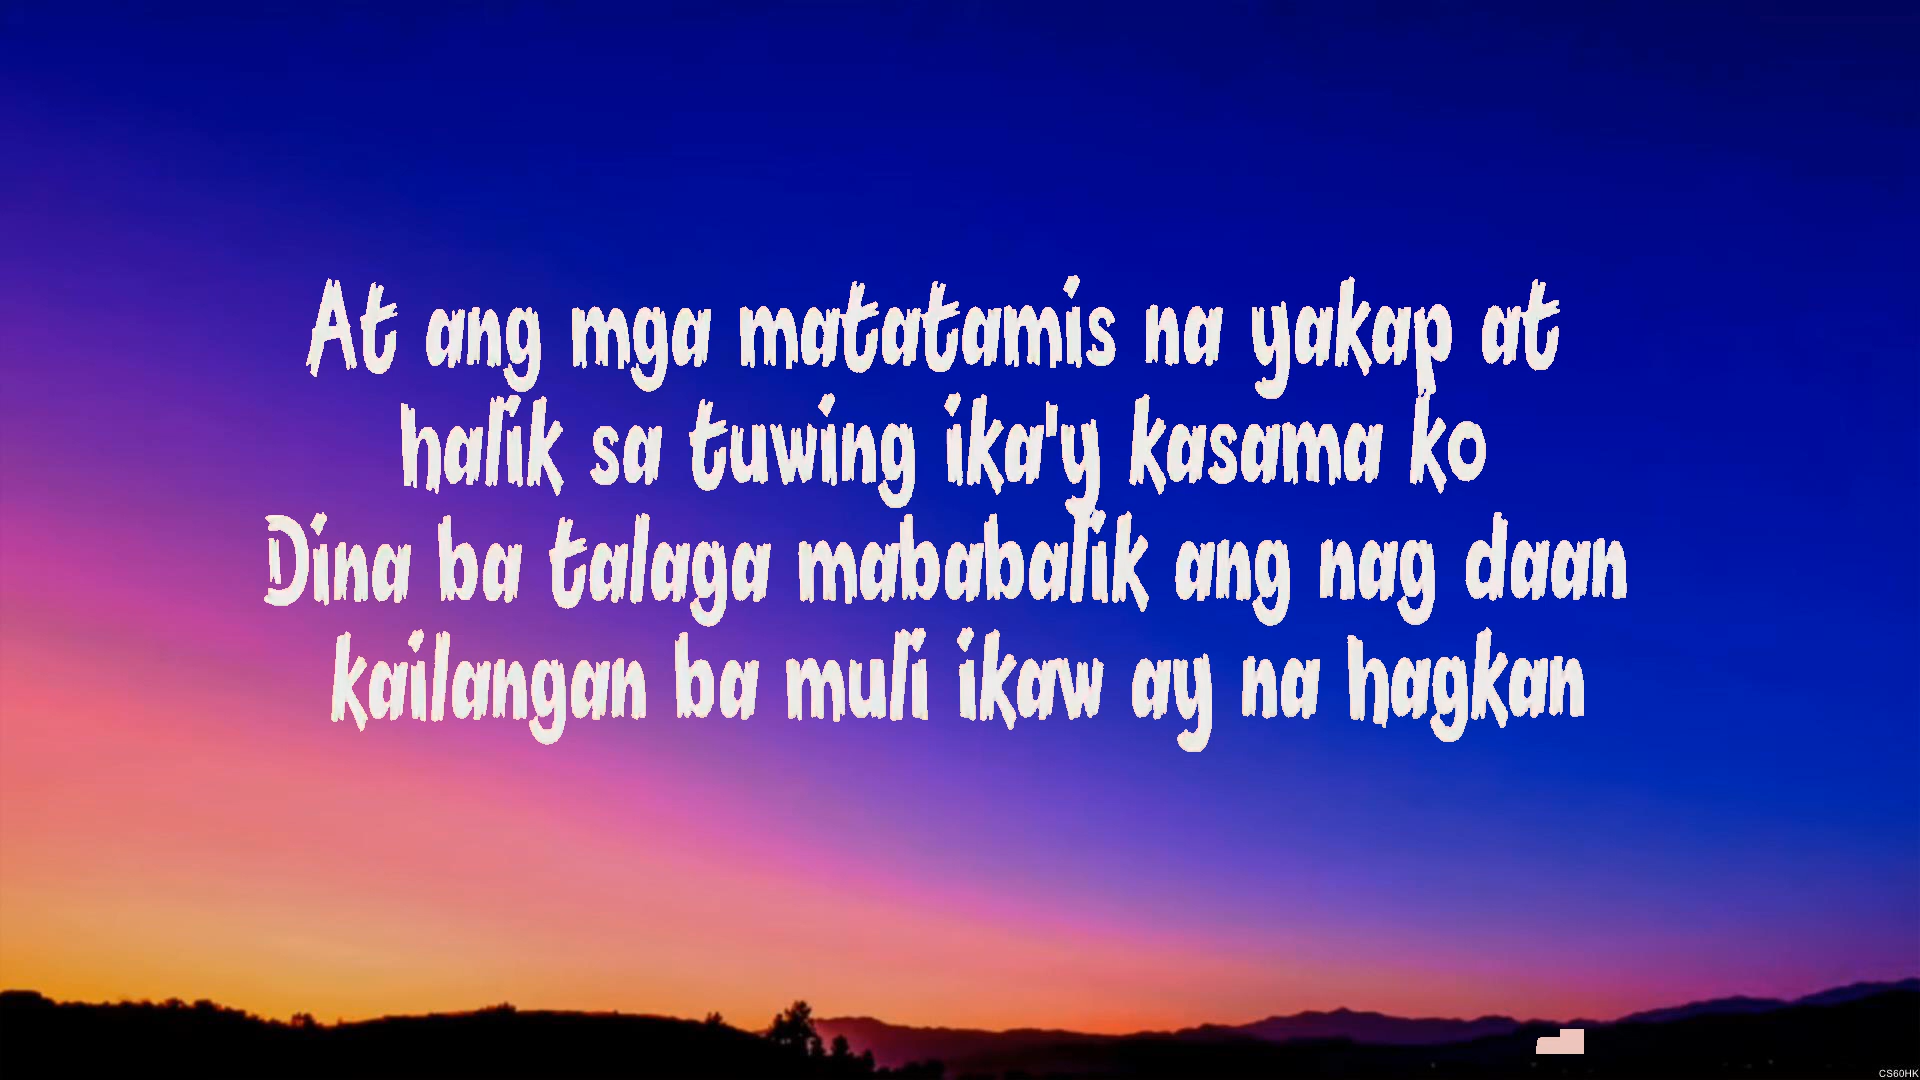 At ang mga matatamis na yakap at
halik sa tuwing ika'y kasama ko
Dina ba talaga mababalik ang nag daan
kailangan ba muli ikaw ay na hagkan
CS60HK